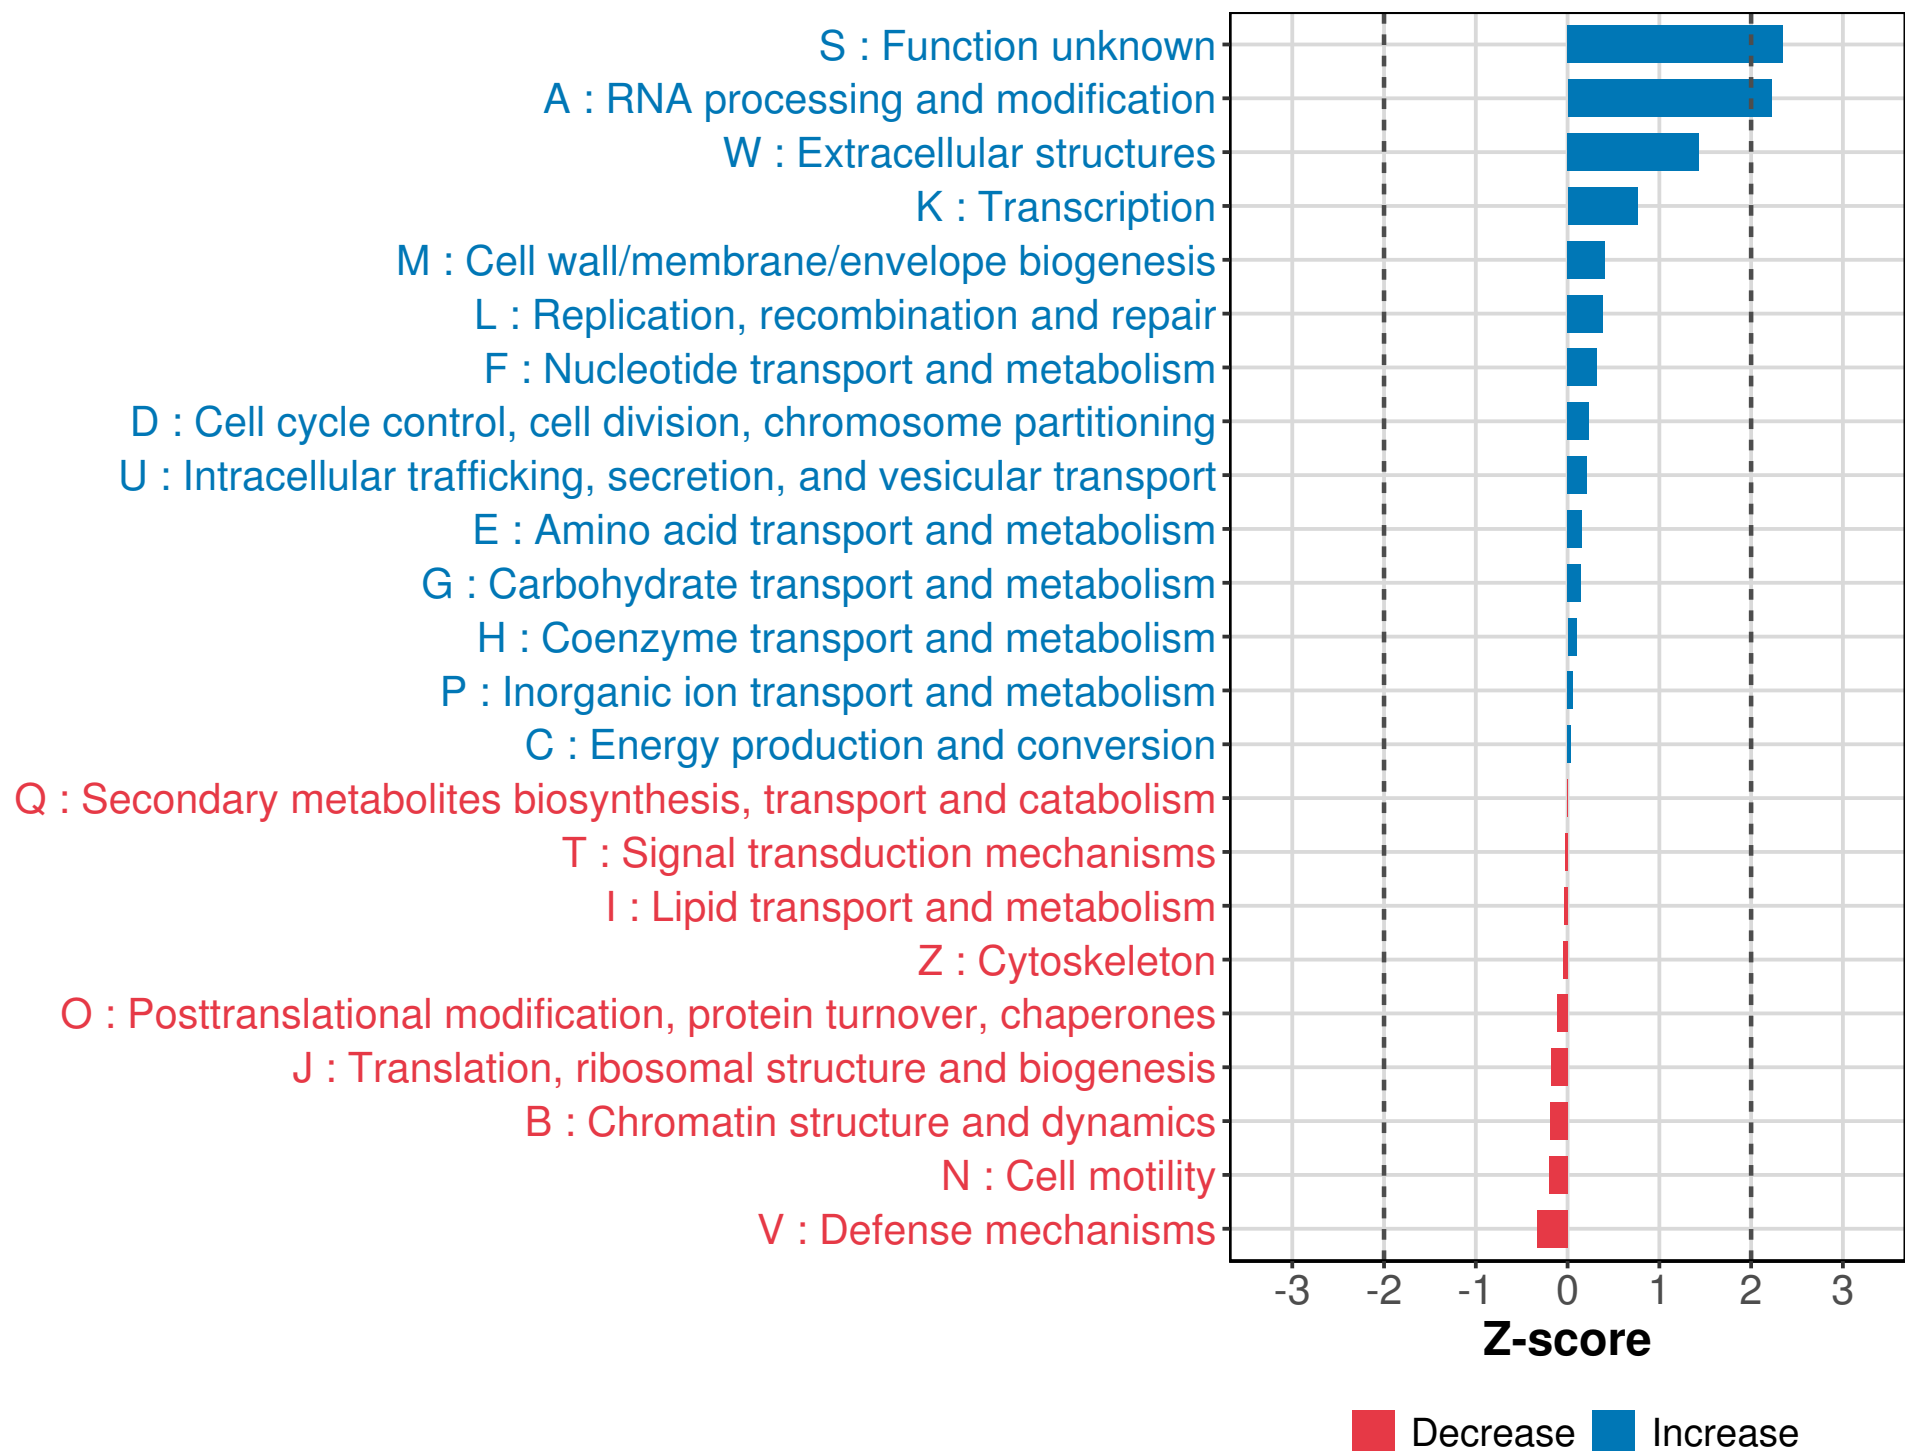 S : Function unknown
A : RNA processing and modification
W : Extracellular structures
K : Transcription
M : Cell wall/membrane/envelope biogenesis
L : Replication, recombination and repair
F : Nucleotide transport and metabolism
D : Cell cycle control, cell division, chromosome partitioning
U : Intracellular trafficking, secretion, and vesicular transport
E : Amino acid transport and metabolism
G : Carbohydrate transport and metabolism
H : Coenzyme transport and metabolism
P : Inorganic ion transport and metabolism
C : Energy production and conversion
Q : Secondary metabolites biosynthesis, transport and catabolism
T : Signal transduction mechanisms
I : Lipid transport and metabolism
Z : Cytoskeleton
O : Posttranslational modification, protein turnover, chaperones
J : Translation, ribosomal structure and biogenesis
B : Chromatin structure and dynamics
N : Cell motility
V : Defense mechanisms
-3 -2 -1 0 1 2 3
Z-score
Decrease Increase